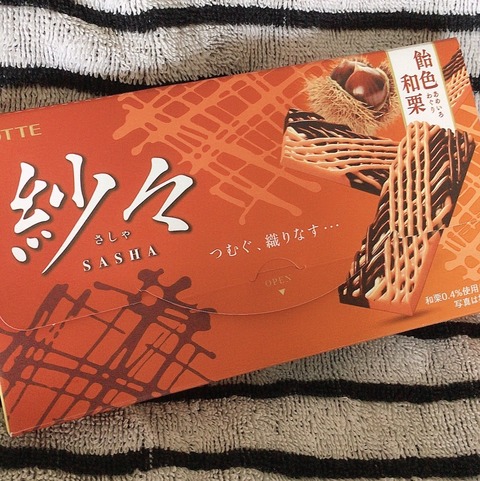 OTTE
紗々
さしゃ
SASHA
つむぐ、織りなす…
OPEN
飴色
あめいろ
和栗
わぐり
和栗0.4%使用
写真は